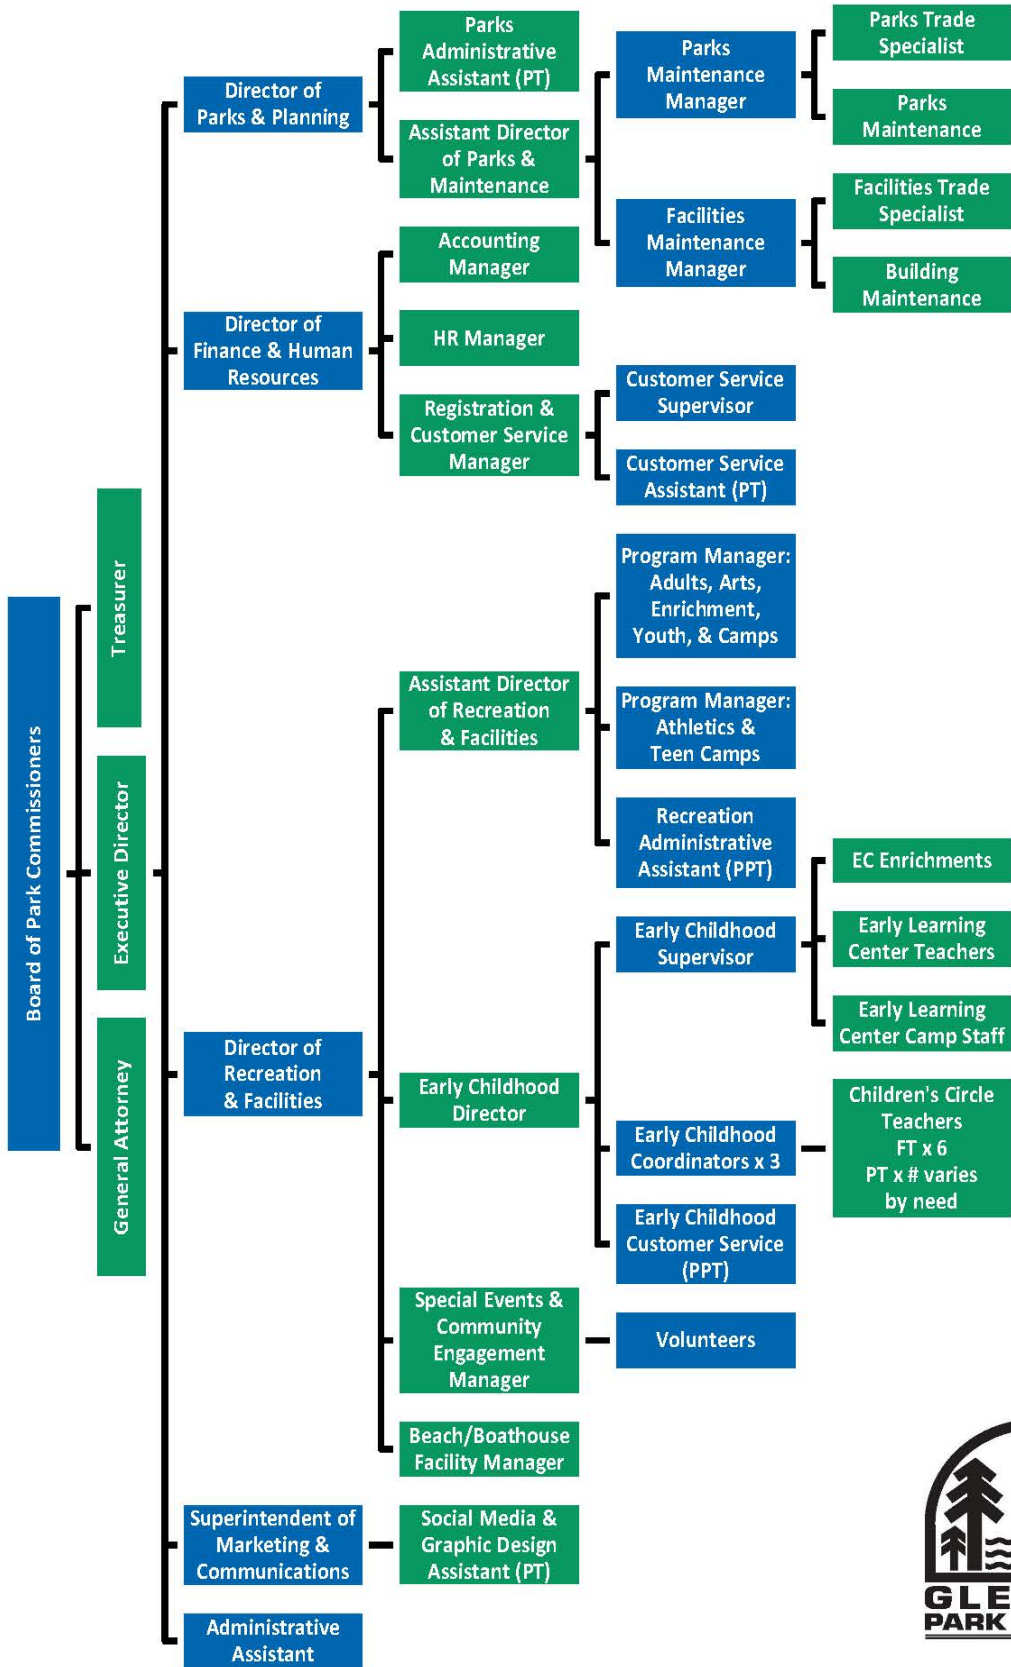 Board of Park Commissioners
Treasurer
Executive Director
General Attorney
Director of
Parks & Planning
Parks
Administrative
Assistant (PT)
Assistant Director
of Parks &
Maintenance
Parks
Maintenance
Manager
Parks Trade
Specialist
Parks
Maintenance
Facilities
Maintenance
Manager
Facilities Trade
Specialist
Building
Maintenance
Director of
Finance & Human
Resources
Accounting
Manager
HR Manager
Registration &
Customer Service
Manager
Customer Service
Supervisor
Customer Service
Assistant (PT)
Director of
Recreation
& Facilities
Assistant Director
of Recreation
& Facilities
Program Manager:
Adults, Arts,
Enrichment,
Youth, & Camps
Program Manager:
Athletics &
Teen Camps
Recreation
Administrative
Assistant (PPT)
Early Childhood
Director
Early Childhood
Supervisor
EC Enrichments
Early Learning
Center Teachers
Early Learning
Center Camp Staff
Early Childhood
Coordinators x 3
Children's Circle
Teachers
FT x 6
PT x # varies
by need
Early Childhood
Customer Service
(PPT)
Special Events &
Community
Engagement
Manager
Volunteers
Beach/Boathouse
Facility Manager
Superintendent of
Marketing &
Communications
Social Media &
Graphic Design
Assistant (PT)
Administrative
Assistant
GLE
PARK